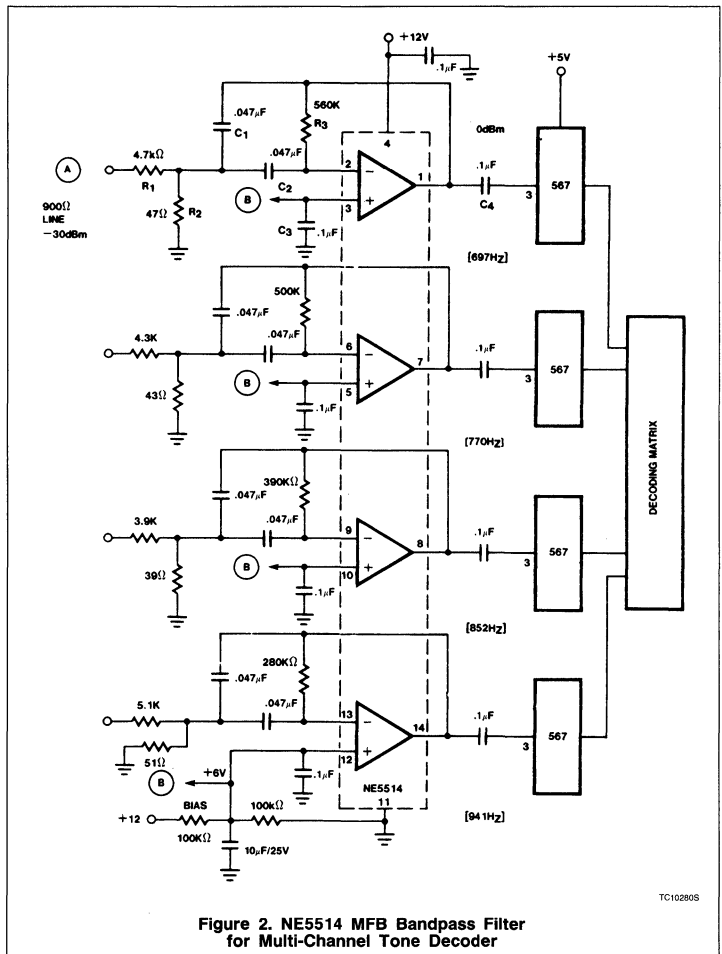 +12V
.1μF
+5V
.047μF
C1
560K
R3
4
0dBm
A
4.7kΩ
R1
.047μF
C2
2
−
1
.1μF
C4
3
567
900Ω
LINE
−30dBm
47Ω
R2
B
3
+
C3
.1μF
[697Hz]
500K
.047μF
.047μF
4.3K
6
−
7
.1μF
3
567
43Ω
B
5
+
.1μF
[770Hz]
DECODING MATRIX
390KΩ
.047μF
.047μF
3.9K
9
−
8
.1μF
3
567
39Ω
B
10
+
.1μF
[852Hz]
280KΩ
.047μF
.047μF
5.1K
13
−
14
.1μF
3
567
51Ω
12
+
B
+6V
.1μF
NE5514
11
[941Hz]
+12
BIAS
100KΩ
100kΩ
10μF/25V
TC10280S
Figure 2. NE5514 MFB Bandpass Filter
for Multi-Channel Tone Decoder